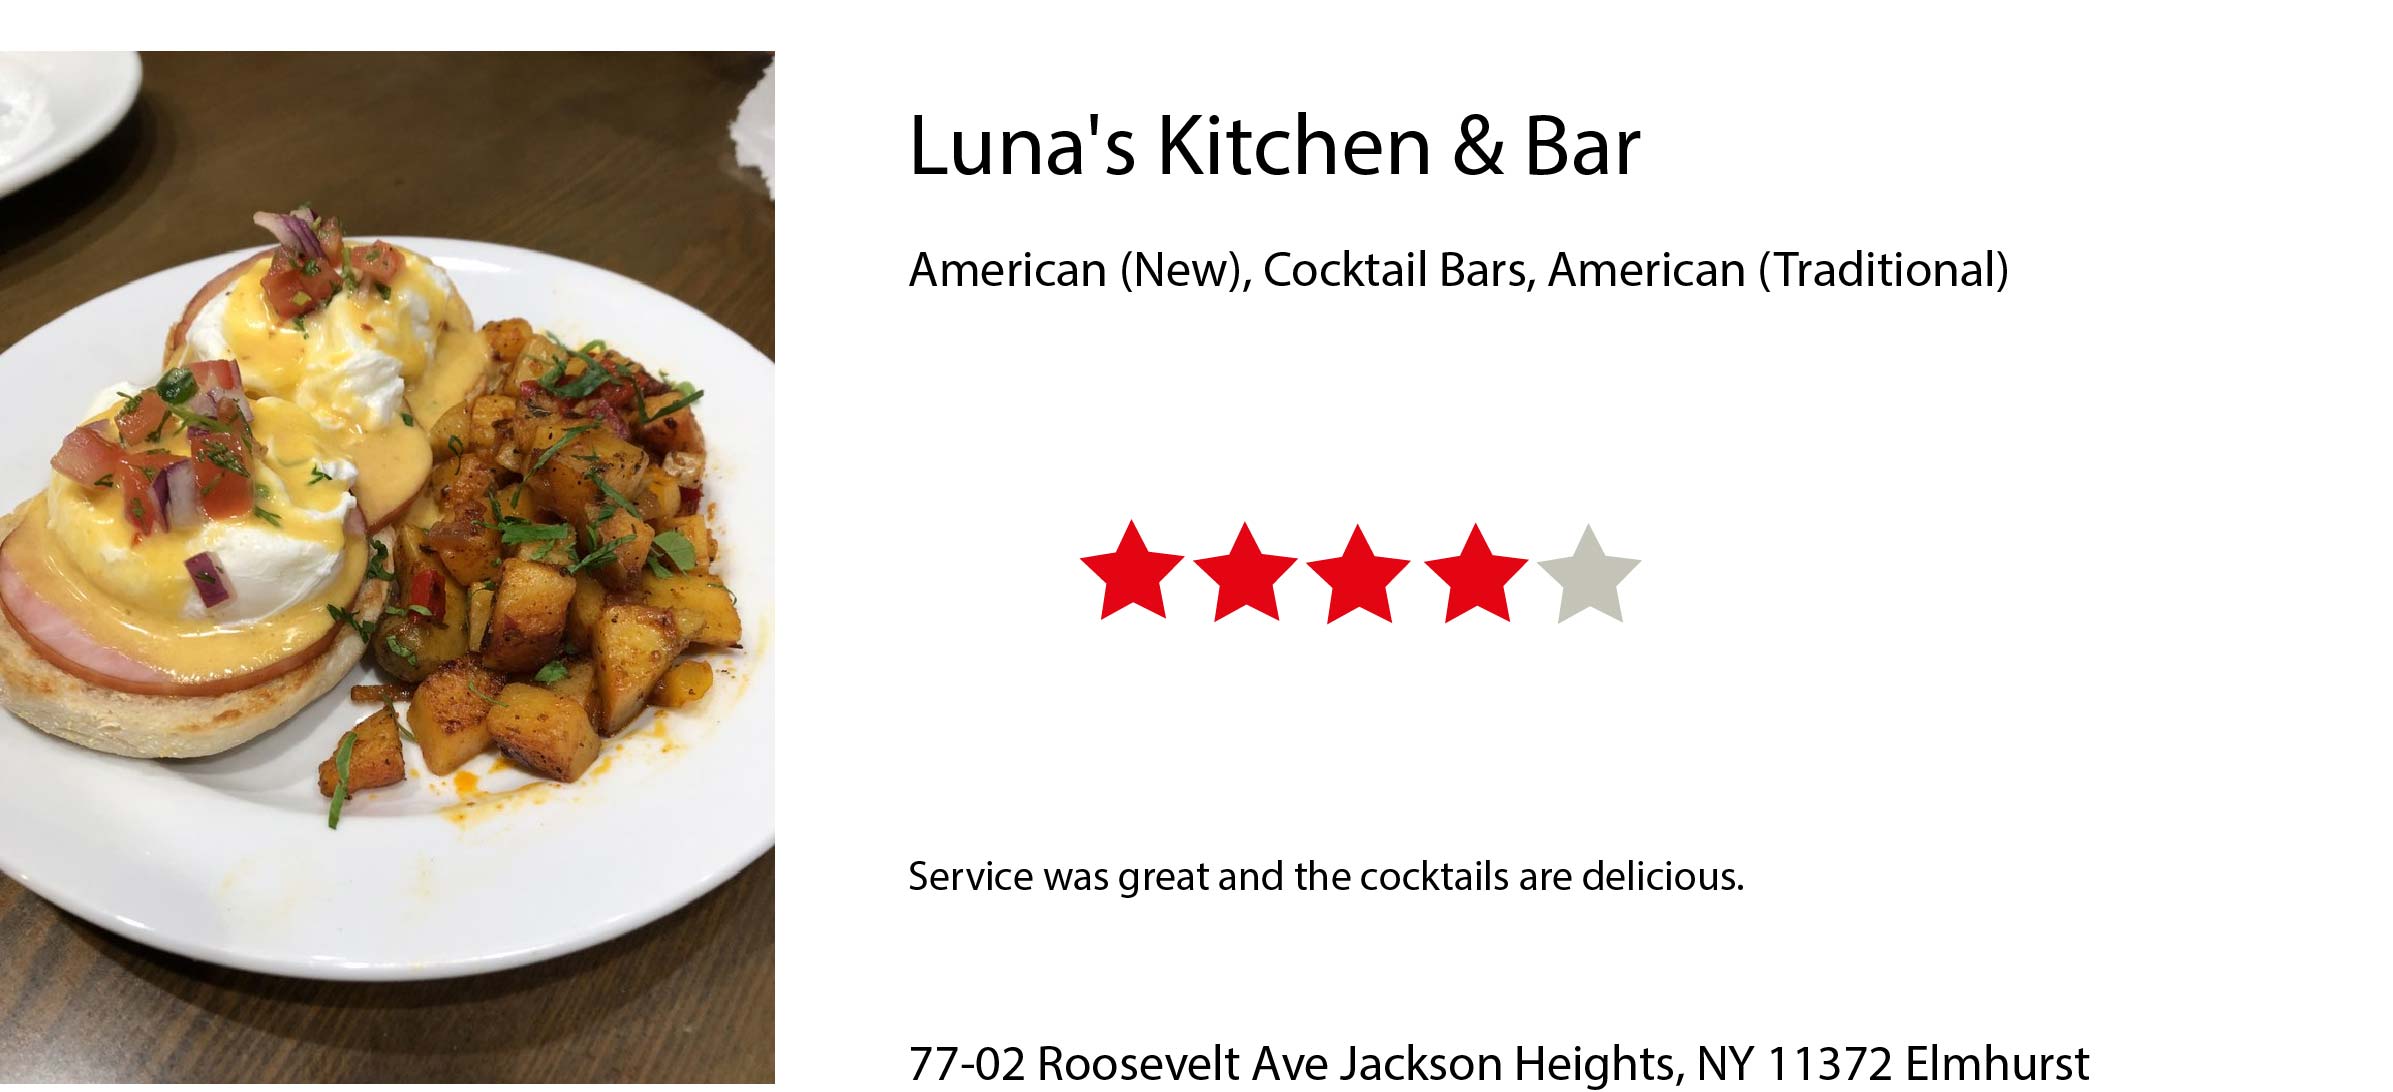 Luna's Kitchen & Bar
American (New), Cocktail Bars, American (Traditional)
Service was great and the cocktails are delicious.
77-02 Roosevelt Ave Jackson Heights, NY 11372 Elmhurst